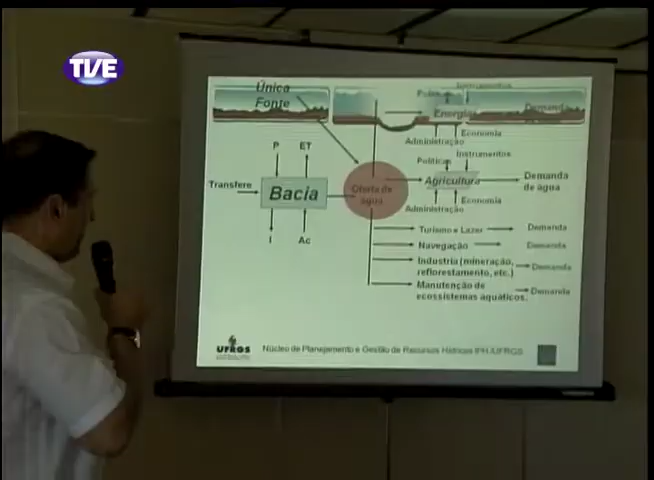 TVE
Única
Fonte
Instrumentos
Demanda
Energia
Economia
Administração
P ET
Políticas
Instrumentos
Transfere
Bacia
Oferta de
água
Agricultura
Demanda
de água
Administração
Economia
I Ac
Turismo e Lazer
Demanda
Navegação
Demanda
Industria (mineração,
reflorestamento, etc.)
Demanda
Manutenção de
ecossistemas aquáticos.
Demanda
UFRGS
Núcleo de Planejamento e Gestão de Recursos Hídricos IPH/UFRGS